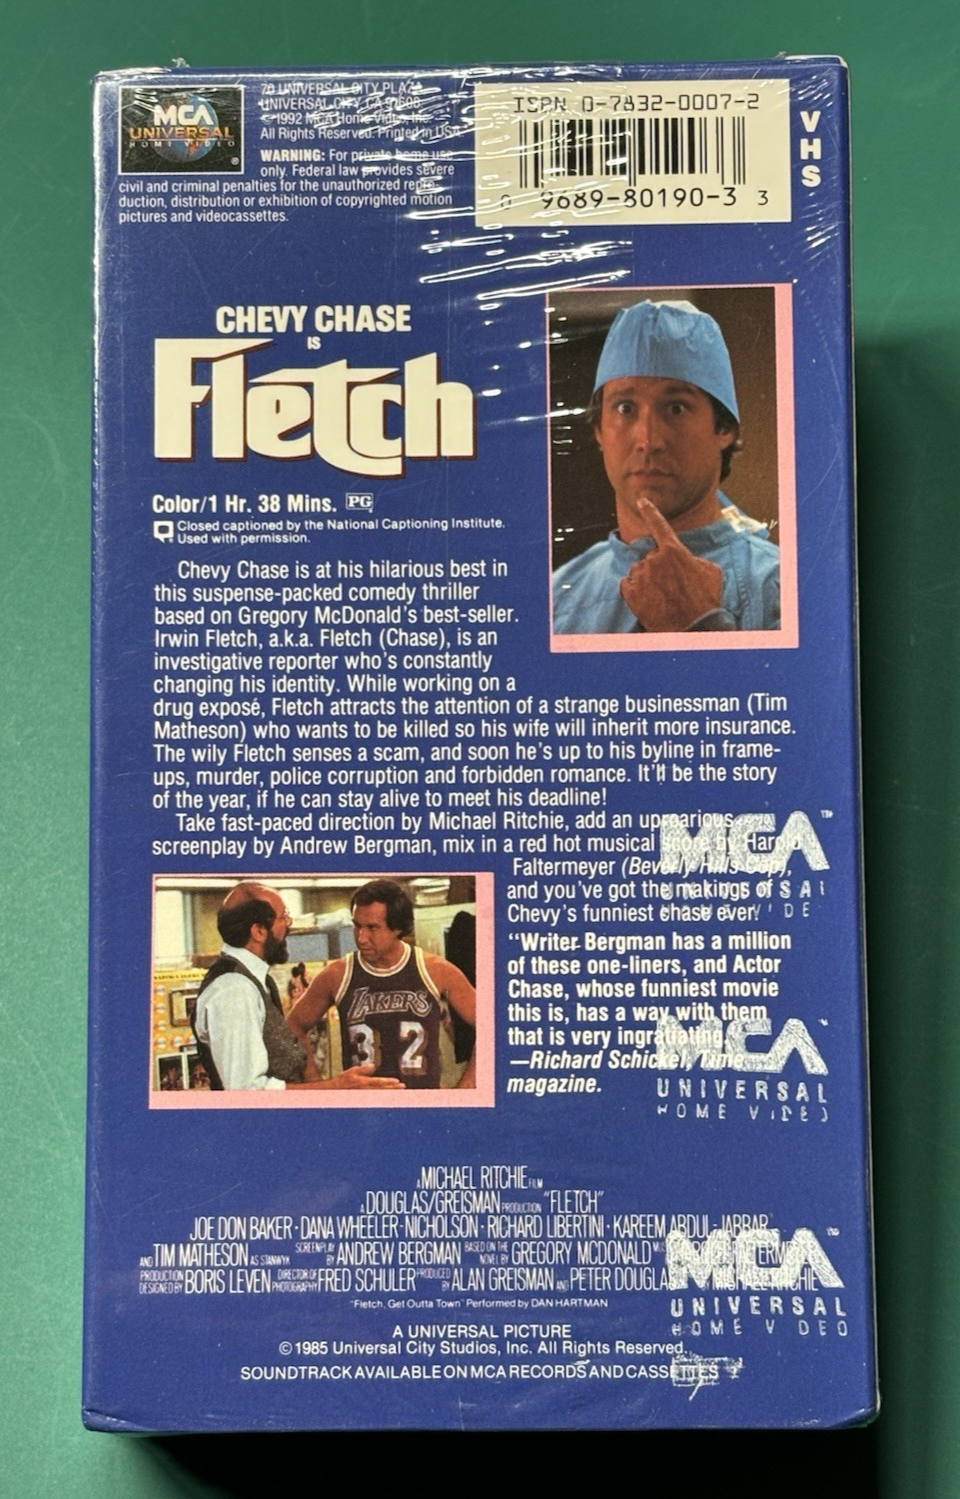 MCA
UNIVERSAL
HOME VIDEO
70 UNIVERSAL CITY PLAZA
UNIVERSAL CITY, CA 91608
©1992 MCA Home Video, Inc.
All Rights Reserved. Printed in USA
WARNING: For private home use
only. Federal law provides severe
civil and criminal penalties for the unauthorized repro-
duction, distribution or exhibition of copyrighted motion
pictures and videocassettes.
ISBN 0-7832-0007-2
0 9689-80190-3 3
VHS
CHEVY CHASE
IS
Fletch
Color/1 Hr. 38 Mins. PG
Closed captioned by the National Captioning Institute.
Used with permission.
Chevy Chase is at his hilarious best in
this suspense-packed comedy thriller
based on Gregory McDonald's best-seller.
Irwin Fletch, a.k.a. Fletch (Chase), is an
investigative reporter who's constantly
changing his identity. While working on a
drug exposé, Fletch attracts the attention of a strange businessman (Tim
Matheson) who wants to be killed so his wife will inherit more insurance.
The wily Fletch senses a scam, and soon he's up to his byline in frame-
ups, murder, police corruption and forbidden romance. It'll be the story
of the year, if he can stay alive to meet his deadline!
Take fast-paced direction by Michael Ritchie, add an uproarious
screenplay by Andrew Bergman, mix in a red hot musical score by Harold
Faltermeyer (Beverly Hills Cop),
and you've got the makings of
Chevy's funniest chase ever!
"Writer Bergman has a million
of these one-liners, and Actor
Chase, whose funniest movie
this is, has a way with them
that is very ingratiating.
—Richard Schickel, Time
magazine.
LAKERS
32
MCA
UNIVERSAL
HOME VIDEO
MCA
UNIVERSAL
HOME VIDEO
A MICHAEL RITCHIE FILM
A DOUGLAS/GREISMAN PRODUCTION "FLETCH"
JOE DON BAKER · DANA WHEELER-NICHOLSON · RICHARD LIBERTINI · KAREEM ABDUL-JABBAR
AND TIM MATHESON AS STANWYK SCREENPLAY BY ANDREW BERGMAN BASED ON THE NOVEL BY GREGORY MCDONALD MUSIC BY HAROLD FALTERMEYER
PRODUCTION DESIGNED BY BORIS LEVEN DIRECTOR OF PHOTOGRAPHY FRED SCHULER PRODUCED BY ALAN GREISMAN AND PETER DOUGLAS MICHAEL RITCHIE
"Fletch, Get Outta Town" Performed by DAN HARTMAN
MCA
UNIVERSAL
HOME VIDEO
A UNIVERSAL PICTURE
©1985 Universal City Studios, Inc. All Rights Reserved.
SOUNDTRACK AVAILABLE ON MCA RECORDS AND CASSETTES